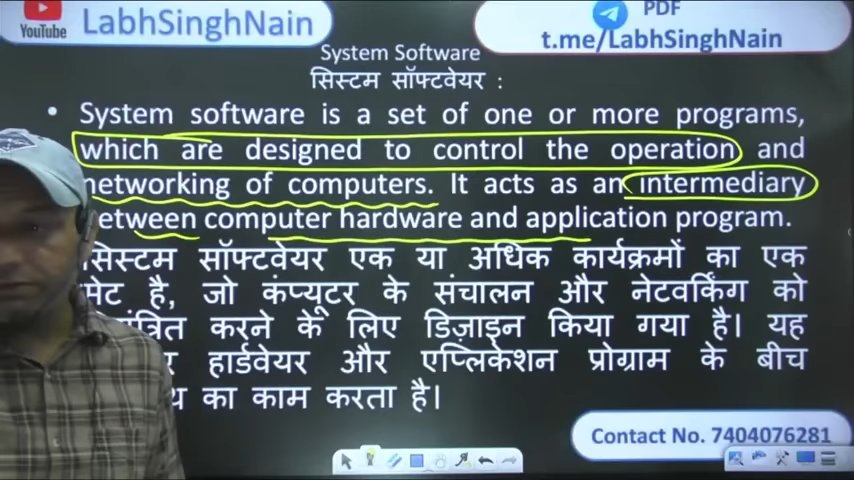 YouTube
LabhSinghNain
PDF
t.me/LabhSinghNain
System Software
सिस्टम सॉफ्टवेयर :
• System software is a set of one or more programs,
which are designed to control the operation and
networking of computers. It acts as an intermediary
between computer hardware and application program.
सिस्टम सॉफ्टवेयर एक या अधिक कार्यक्रमों का एक
सेट है, जो कंप्यूटर के संचालन और नेटवर्किंग को
करने के लिए डिज़ाइन किया गया है। यह
हार्डवेयर और एप्लिकेशन प्रोग्राम के बीच
का काम करता है।
Contact No. 7404076281